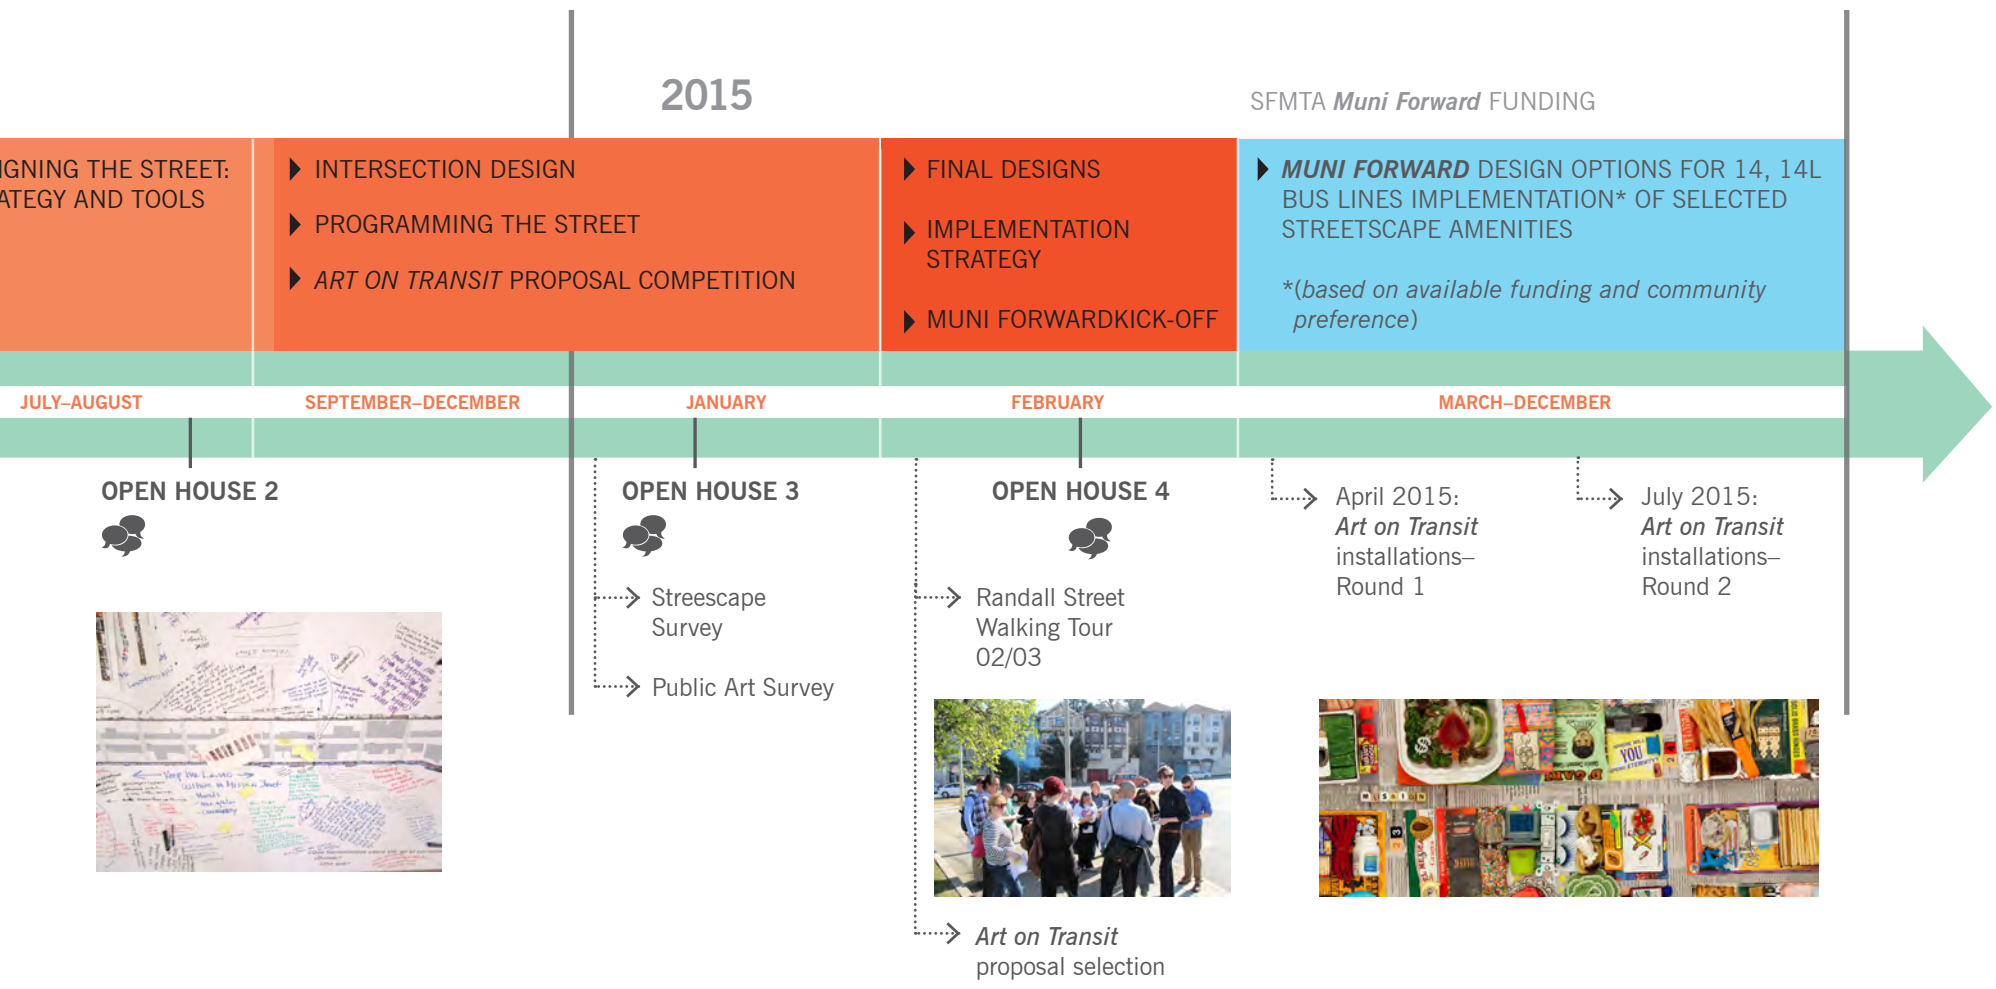 2015
SFMTA Muni Forward FUNDING
IGNING THE STREET:
ATEGY AND TOOLS
INTERSECTION DESIGN
PROGRAMMING THE STREET
ART ON TRANSIT PROPOSAL COMPETITION
FINAL DESIGNS
IMPLEMENTATION
STRATEGY
MUNI FORWARDKICK-OFF
MUNI FORWARD DESIGN OPTIONS FOR 14, 14L
BUS LINES IMPLEMENTATION* OF SELECTED
STREETSCAPE AMENITIES
*(based on available funding and community
preference)
JULY–AUGUST
SEPTEMBER–DECEMBER
JANUARY
FEBRUARY
MARCH–DECEMBER
OPEN HOUSE 2
OPEN HOUSE 3
Streescape
Survey
Public Art Survey
OPEN HOUSE 4
Randall Street
Walking Tour
02/03
Art on Transit
proposal selection
April 2015:
Art on Transit
installations–
Round 1
July 2015:
Art on Transit
installations–
Round 2
Keep the Latino
MISSION
YOU